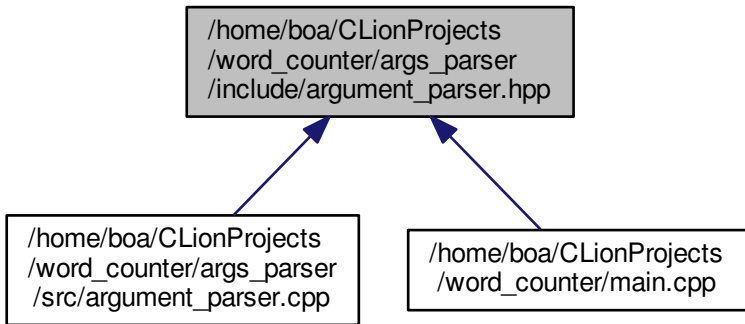 /home/boa/CLionProjects
/word_counter/args_parser
/include/argument_parser.hpp
/home/boa/CLionProjects
/word_counter/args_parser
/src/argument_parser.cpp
/home/boa/CLionProjects
/word_counter/main.cpp